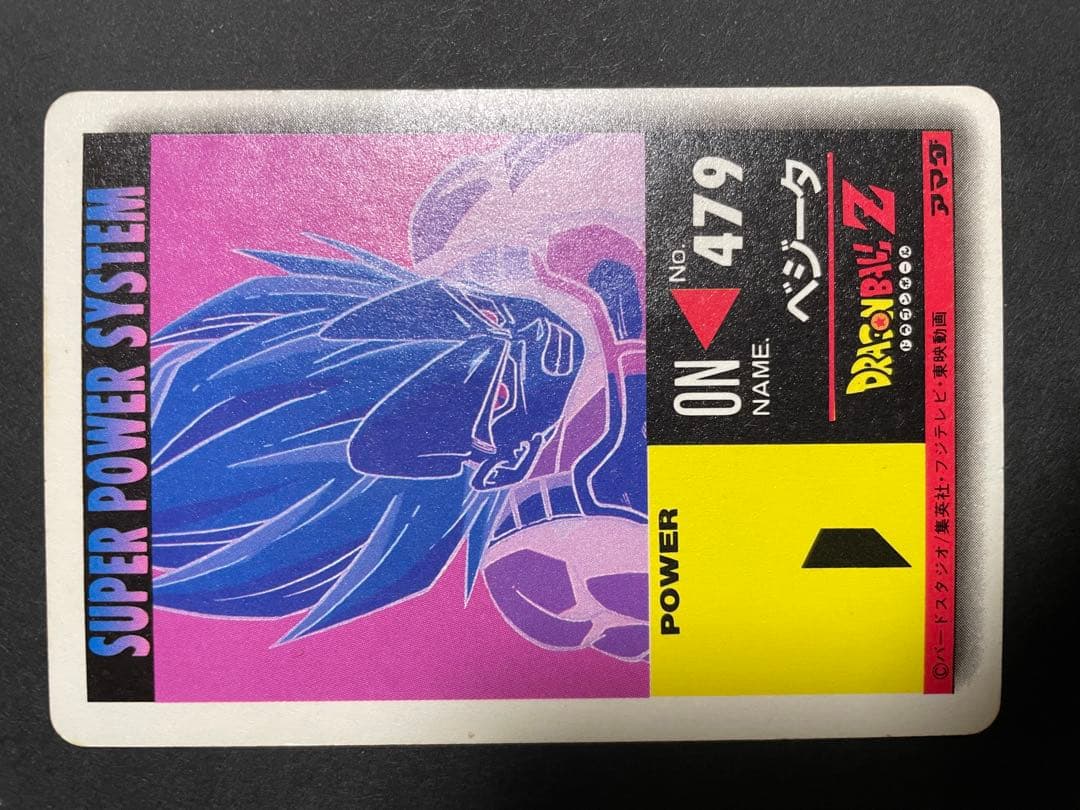 SUPER POWER SYSTEM
POWER
ON
NO.
479
NAME.
ベジータ
DRAGON BALL Z
ドラゴンボール
アマダ
©バードスタジオ/集英社・フジテレビ・東映動画